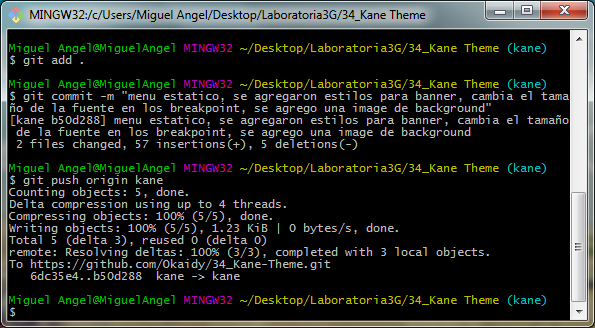 MINGW32:/c/Users/Miguel Angel/Desktop/Laboratoria3G/34_Kane Theme
Miguel Angel@MiguelAngel MINGW32 ~/Desktop/Laboratoria3G/34_Kane Theme (kane)
$ git add .
Miguel Angel@MiguelAngel MINGW32 ~/Desktop/Laboratoria3G/34_Kane Theme (kane)
$ git commit -m "menu estatico, se agregaron estilos para banner, cambia el tama
ño de la fuente en los breakpoint, se agrego una image de background"
[kane b50d288] menu estatico, se agregaron estilos para banner, cambia el tamaño
de la fuente en los breakpoint, se agrego una image de background
2 files changed, 57 insertions(+), 5 deletions(-)
Miguel Angel@MiguelAngel MINGW32 ~/Desktop/Laboratoria3G/34_Kane Theme (kane)
$ git push origin kane
Counting objects: 5, done.
Delta compression using up to 4 threads.
Compressing objects: 100% (5/5), done.
Writing objects: 100% (5/5), 1.23 KiB | 0 bytes/s, done.
Total 5 (delta 3), reused 0 (delta 0)
remote: Resolving deltas: 100% (3/3), completed with 3 local objects.
To https://github.com/Okaidy/34_Kane-Theme.git
6dc35e4..b50d288  kane -> kane
Miguel Angel@MiguelAngel MINGW32 ~/Desktop/Laboratoria3G/34_Kane Theme (kane)
$